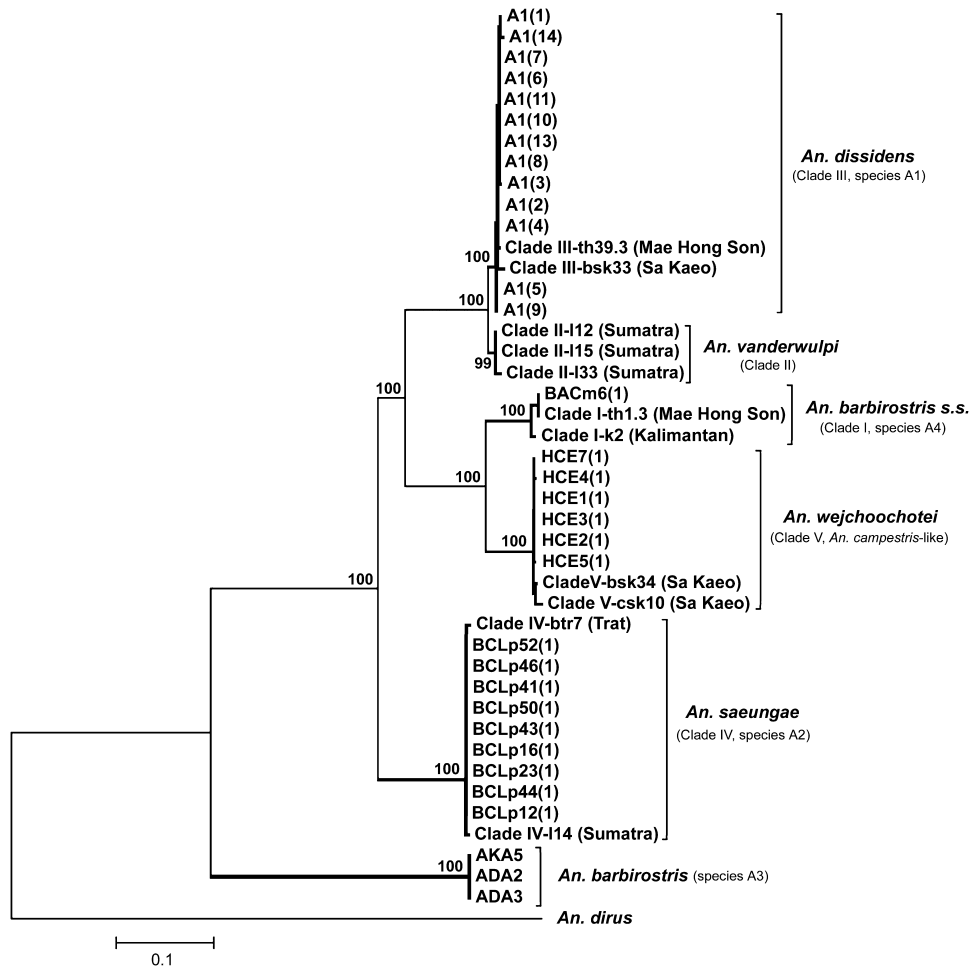 A1(1)
A1(14)
A1(7)
A1(6)
A1(11)
A1(10)
A1(13)
A1(8)
A1(3)
A1(2)
A1(4)
Clade III-th39.3 (Mae Hong Son)
Clade III-bsk33 (Sa Kaeo)
A1(5)
A1(9)
An. dissidens
(Clade III, species A1)
100
100
Clade II-I12 (Sumatra)
Clade II-I15 (Sumatra)
Clade II-I33 (Sumatra)
99
An. vanderwulpi
(Clade II)
100
BACm6(1)
Clade I-th1.3 (Mae Hong Son)
Clade I-k2 (Kalimantan)
100
An. barbirostris s.s.
(Clade I, species A4)
100
HCE7(1)
HCE4(1)
HCE1(1)
HCE3(1)
HCE2(1)
HCE5(1)
CladeV-bsk34 (Sa Kaeo)
Clade V-csk10 (Sa Kaeo)
100
An. wejchoochotei
(Clade V, An. campestris-like)
100
Clade IV-btr7 (Trat)
BCLp52(1)
BCLp46(1)
BCLp41(1)
BCLp50(1)
BCLp43(1)
BCLp16(1)
BCLp23(1)
BCLp44(1)
BCLp12(1)
Clade IV-I14 (Sumatra)
100
An. saeungae
(Clade IV, species A2)
AKA5
ADA2
ADA3
100
An. barbirostris (species A3)
An. dirus
0.1